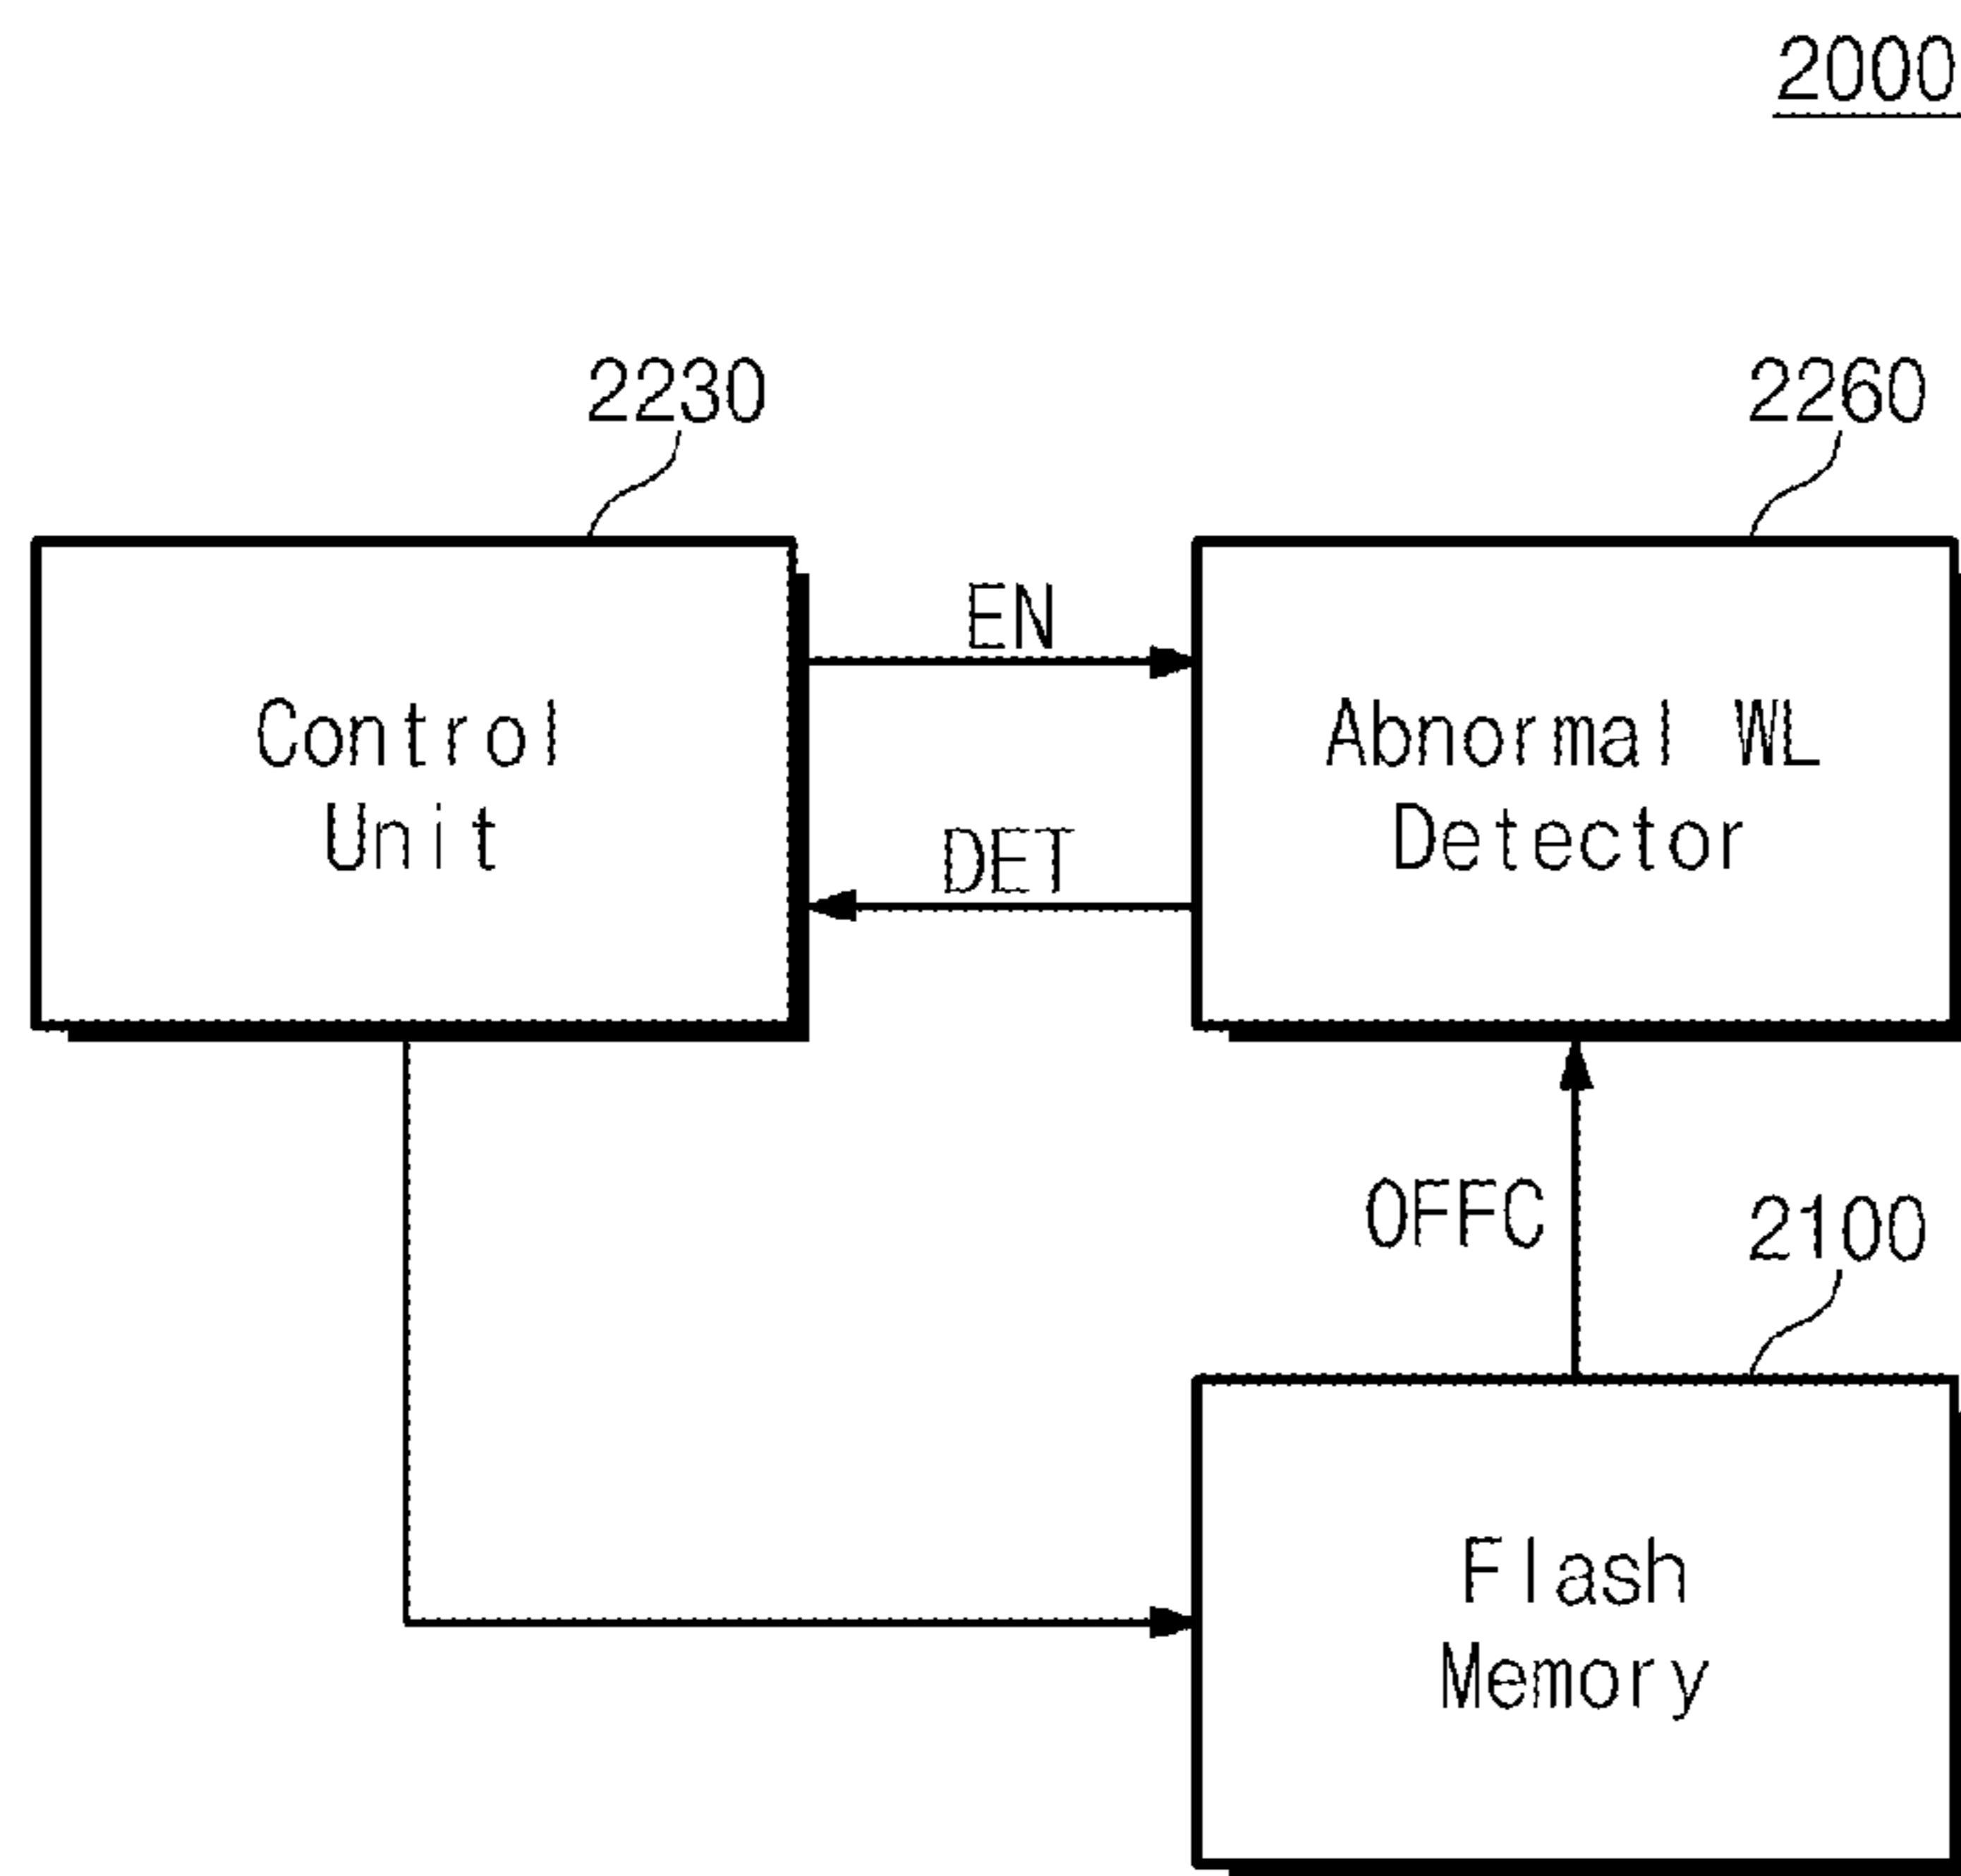 2000
2230
2260
EN
Control
Unit
Abnormal WL
Detector
DET
OFFC
2100
Flash
Memory